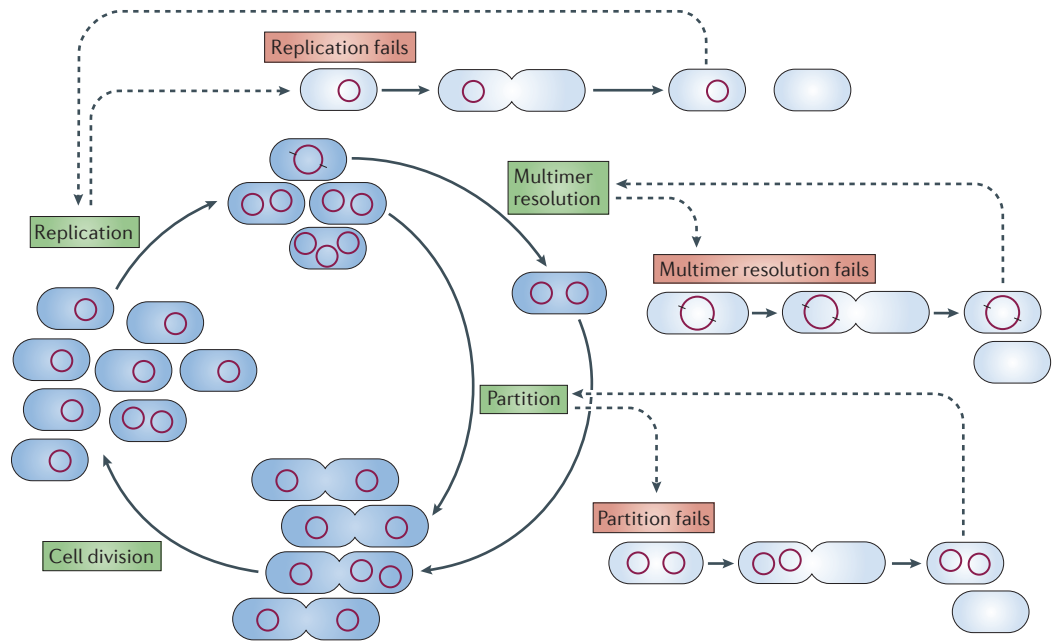 Replication fails
Multimer
resolution
Replication
Multimer resolution fails
Partition
Partition fails
Cell division